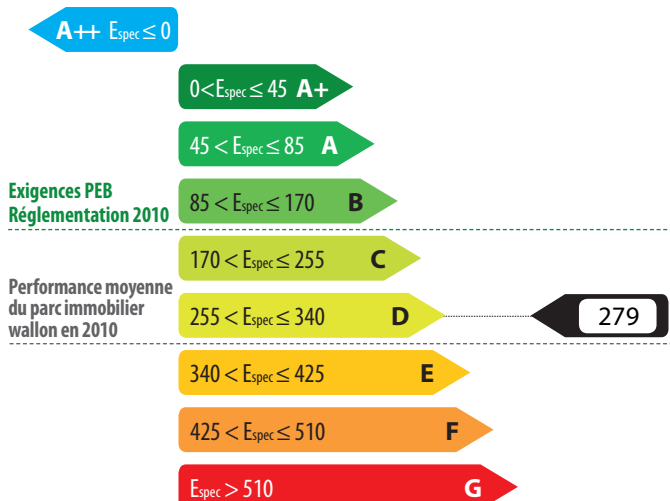 A++ Espec ≤ 0
0<Espec ≤ 45 A+
45 < Espec ≤ 85 A
Exigences PEB
Réglementation 2010
85 < Espec ≤ 170 B
170 < Espec ≤ 255 C
Performance moyenne
du parc immobilier
wallon en 2010
255 < Espec ≤ 340 D 279
340 < Espec ≤ 425 E
425 < Espec ≤ 510 F
Espec > 510 G